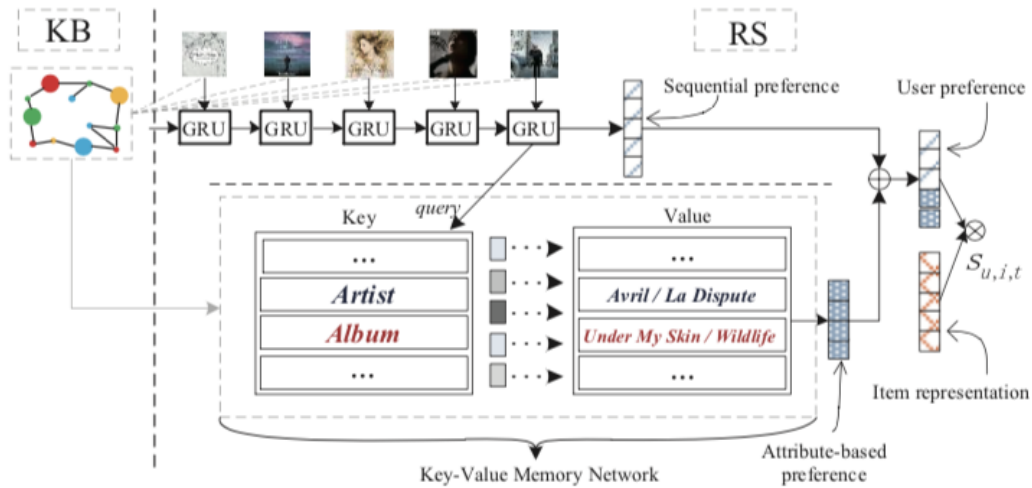 KB
RS
Sequential preference
User preference
GRU
GRU
GRU
GRU
GRU
query
Key
Value
...
...
Artist
Avril / La Dispute
Album
Under My Skin / Wildlife
...
...
S_{u,i,t}
Item representation
Attribute-based
preference
Key-Value Memory Network